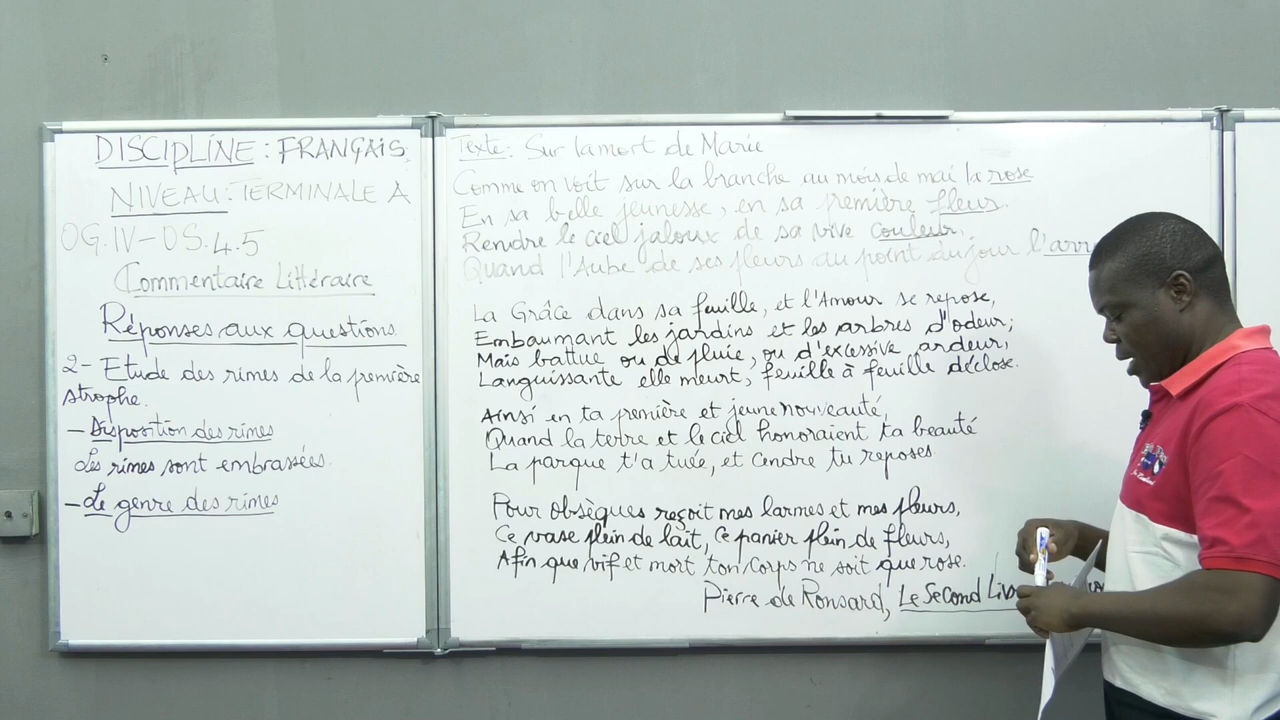 DISCIPLINE : FRANÇAIS.
NIVEAU : TERMINALE A
OG.IV-OS.4.5
Commentaire Littéraire
Réponses aux questions.
2- Etude des rimes de la première
strophe.
- Disposition des rimes
Les rimes sont embrassées.
- Le genre des rimes
Texte : Sur la mort de Marie
Comme on voit sur la branche au mois de mai la rose
En sa belle jeunesse, en sa première fleur,
Rendre le ciel jaloux de sa vive couleur,
Quand l'Aube de ses fleurs au point du jour l'arr
La Grâce dans sa feuille, et l'Amour se repose,
Embaumant les jardins et les arbres d'odeur;
Mais battue ou de pluie, ou d'excessive ardeur,
Languissante elle meurt, feuille à feuille déclose.
Ainsi en ta première et jeune nouveauté,
Quand la terre et le ciel honoraient ta beauté
La parque t'a tuée, et cendre tu reposes
Pour obsèques reçoit mes larmes et mes pleurs,
Ce vase plein de lait, ce panier plein de fleurs,
Afin que vif et mort ton corps ne soit que rose.
Pierre de Ronsard, Le Second Liv